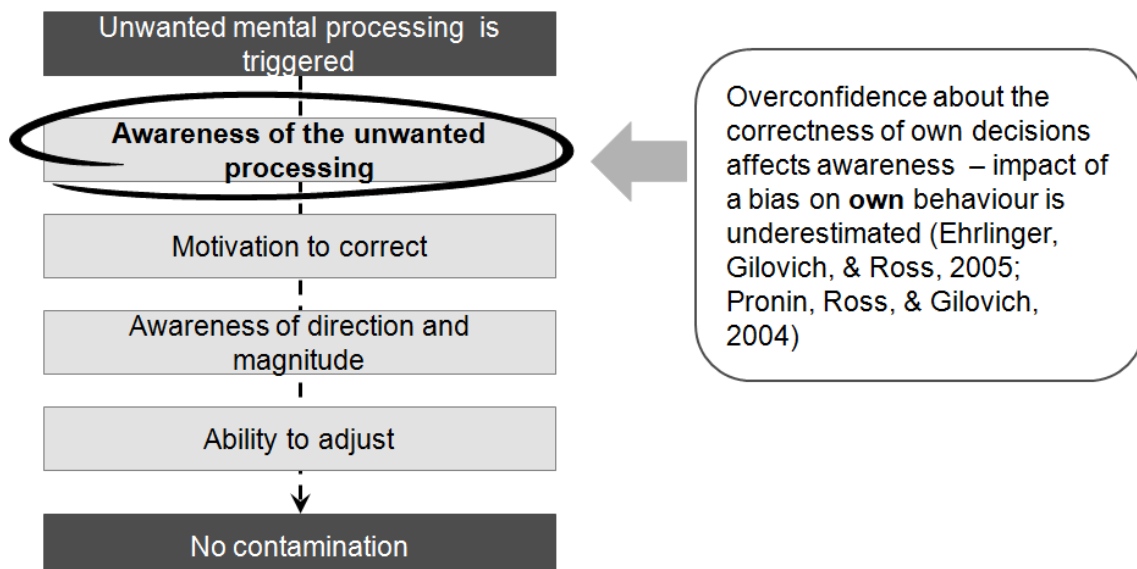 Unwanted mental processing is
triggered
Awareness of the unwanted
processing
Motivation to correct
Awareness of direction and
magnitude
Ability to adjust
No contamination
Overconfidence about the
correctness of own decisions
affects awareness – impact of
a bias on own behaviour is
underestimated (Ehrlinger,
Gilovich, & Ross, 2005;
Pronin, Ross, & Gilovich,
2004)